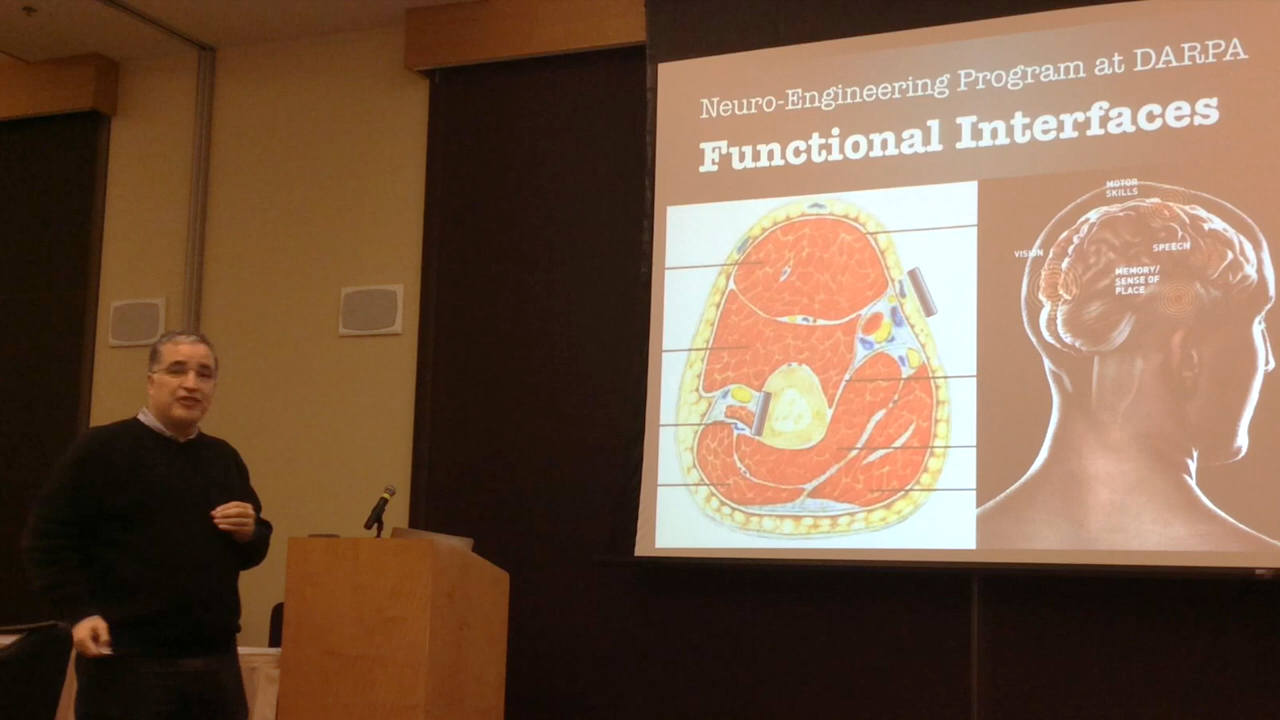 Neuro-Engineering Program at DARPA
Functional Interfaces
MOTOR
SKILLS
VISION
SPEECH
MEMORY/
SENSE OF
PLACE